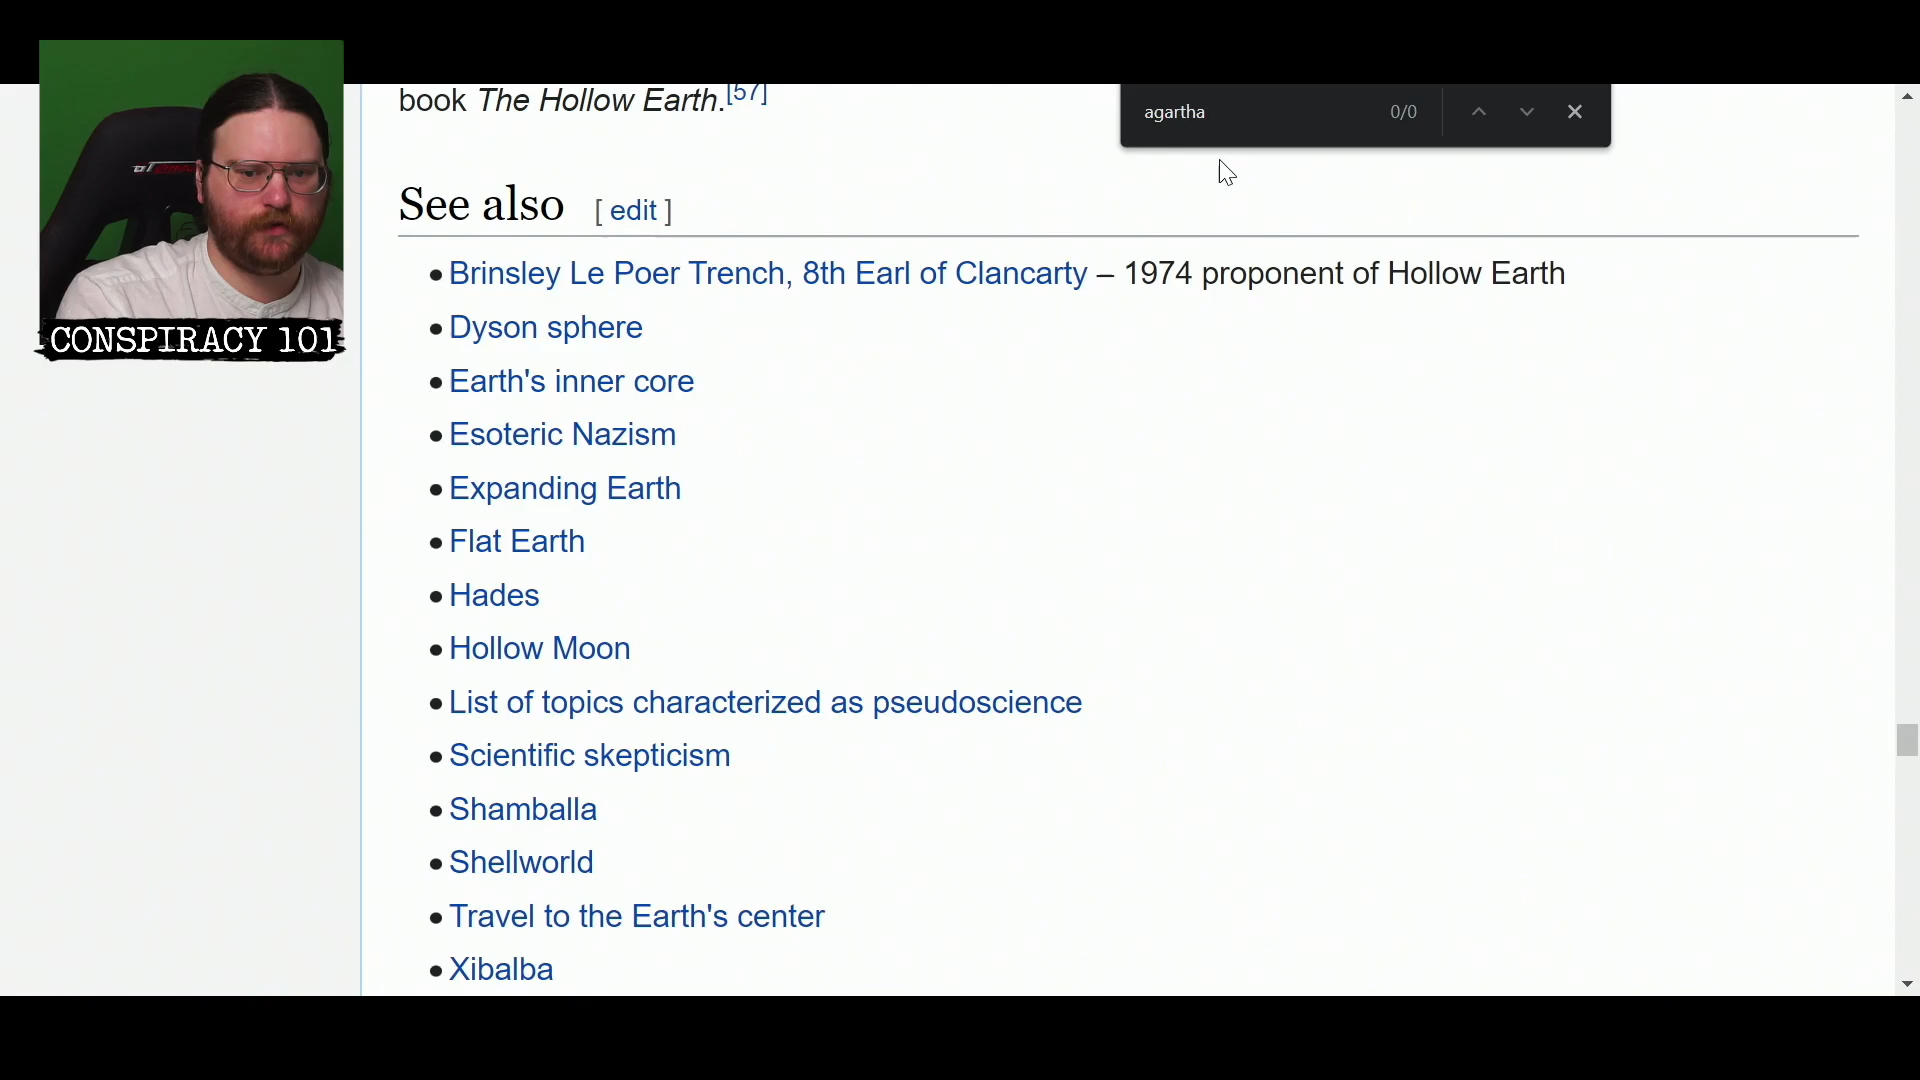 book The Hollow Earth.[57]
agartha 0/0
See also [ edit ]
Brinsley Le Poer Trench, 8th Earl of Clancarty – 1974 proponent of Hollow Earth
Dyson sphere
Earth's inner core
Esoteric Nazism
Expanding Earth
Flat Earth
Hades
Hollow Moon
List of topics characterized as pseudoscience
Scientific skepticism
Shamballa
Shellworld
Travel to the Earth's center
Xibalba
CONSPIRACY 101